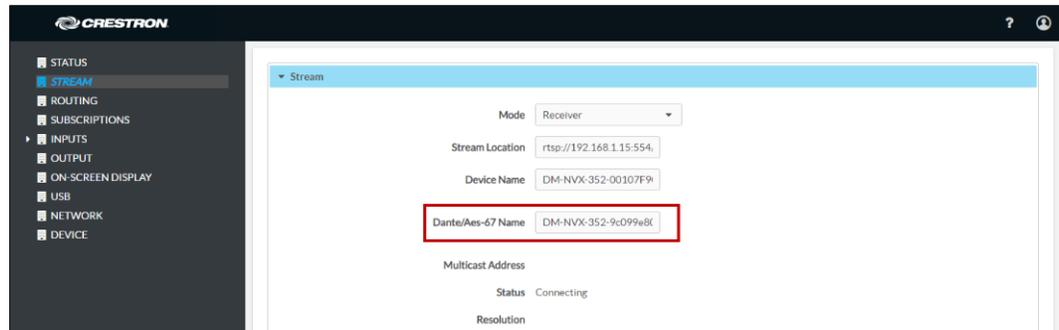 CRESTRON ?
STATUS
STREAM
ROUTING
SUBSCRIPTIONS
INPUTS
OUTPUT
ON-SCREEN DISPLAY
USB
NETWORK
DEVICE
Stream
Mode Receiver
Stream Location rtsp://192.168.1.15:554,
Device Name DM-NVX-352-00107F9
Dante/Aes-67 Name DM-NVX-352-9c099e8
Multicast Address
Status Connecting
Resolution